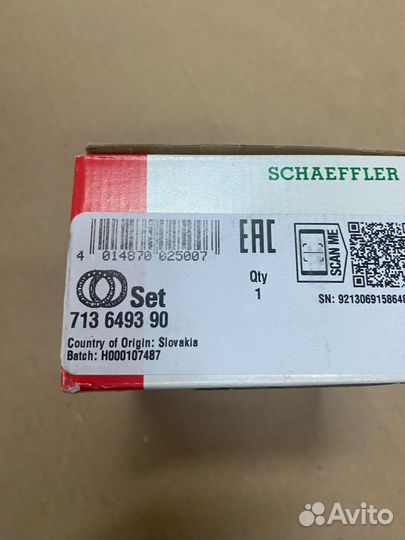 SCHAEFFLER
4 014870 025007
EAC
SCAN ME
Qty
1
Set
713 6493 90
SN: 9213069158648
Country of Origin: Slovakia
Batch: H000107487
Avito